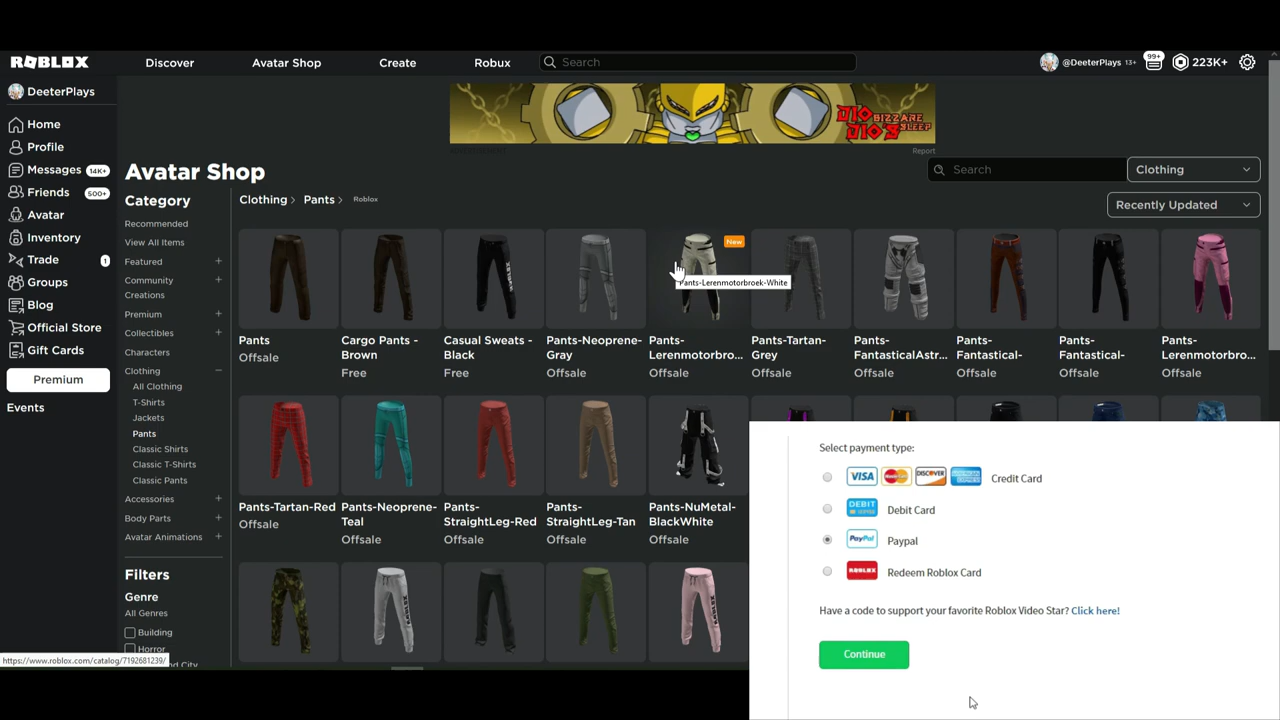 ROBLOX
Discover
Avatar Shop
Create
Robux
Search
@DeeterPlays 13+
99+
223K+
DeeterPlays
Home
Profile
Messages 14K+
Friends 500+
Avatar
Inventory
Trade 1
Groups
Blog
Official Store
Gift Cards
Premium
Events
DIO
BIZZARE
DIO'S
SLEEP
Report
Avatar Shop
Search
Clothing
Category
Clothing > Pants > Roblox
Recently Updated
Recommended
View All Items
Featured +
Community +
Creations
Premium +
Collectibles +
Characters
Clothing −
All Clothing
T-Shirts
Jackets
Pants
Classic Shirts
Classic T-Shirts
Classic Pants
Accessories +
Body Parts +
Avatar Animations +
Filters
Genre
All Genres
Building
Horror
https://www.roblox.com/catalog/7192681239/
New
Pants-Lerenmotorbroek-White
Pants
Offsale
Cargo Pants -
Brown
Free
Casual Sweats -
Black
Free
Pants-Neoprene-
Gray
Offsale
Pants-
Lerenmotorbro...
Offsale
Pants-Tartan-
Grey
Offsale
Pants-
FantasticalAstr...
Offsale
Pants-
Fantastical-
Offsale
Pants-
Fantastical-
Offsale
Pants-
Lerenmotorbro...
Offsale
Pants-Tartan-Red
Offsale
Pants-Neoprene-
Teal
Offsale
Pants-
StraightLeg-Red
Offsale
Pants-
StraightLeg-Tan
Offsale
Pants-NuMetal-
BlackWhite
Offsale
Select payment type:
VISA MasterCard DISCOVER Credit Card
DEBIT Debit Card
PayPal Paypal
ROBLOX Redeem Roblox Card
Have a code to support your favorite Roblox Video Star? Click here!
Continue